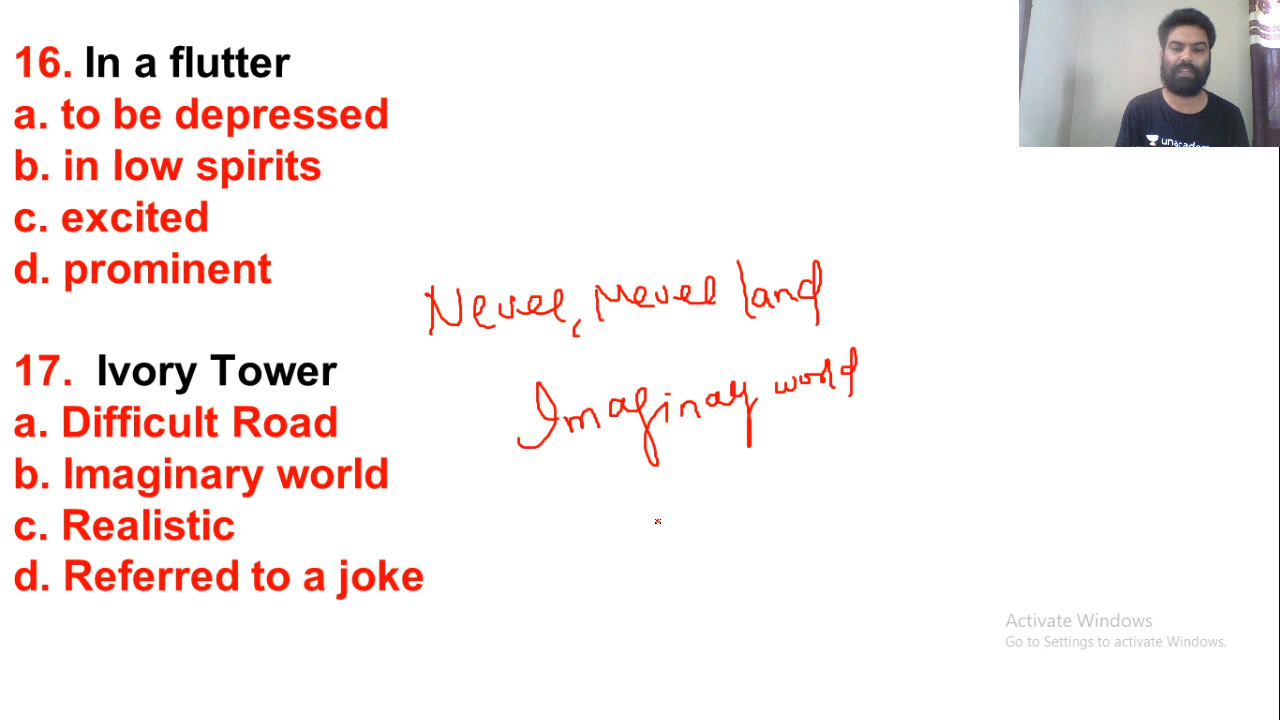 16. In a flutter
a. to be depressed
b. in low spirits
c. excited
d. prominent
Never, Never land
17. Ivory Tower
Imaginary world
a. Difficult Road
b. Imaginary world
c. Realistic
d. Referred to a joke
Activate Windows
Go to Settings to activate Windows.